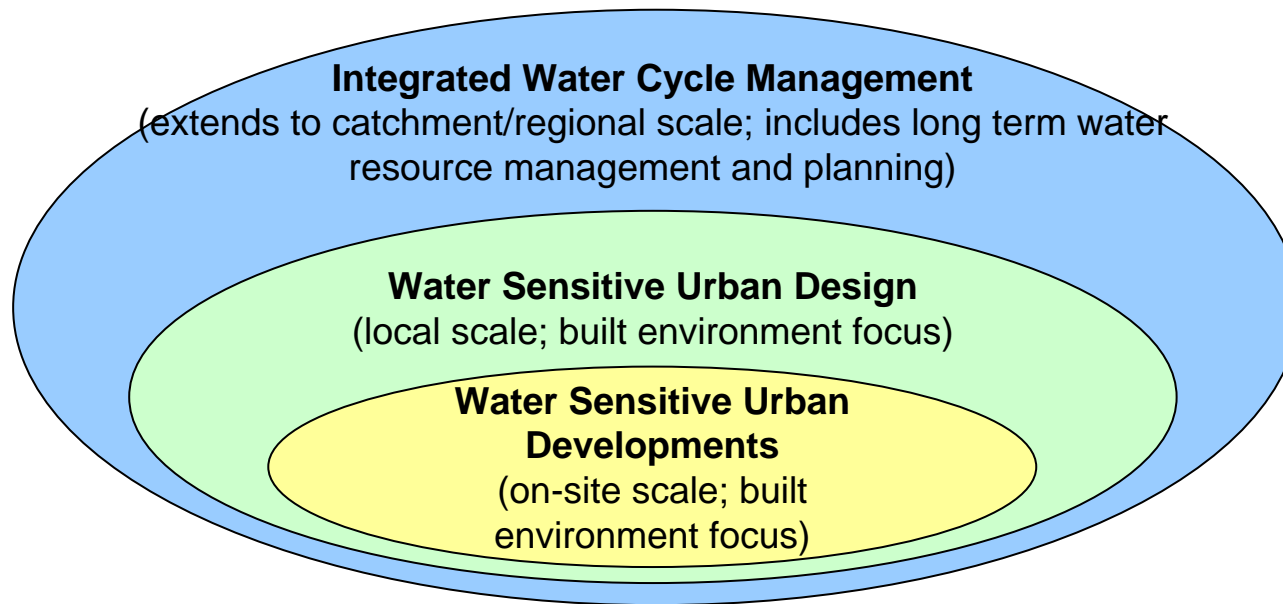 Integrated Water Cycle Management
(extends to catchment/regional scale; includes long term water
resource management and planning)
Water Sensitive Urban Design
(local scale; built environment focus)
Water Sensitive Urban
Developments
(on-site scale; built
environment focus)